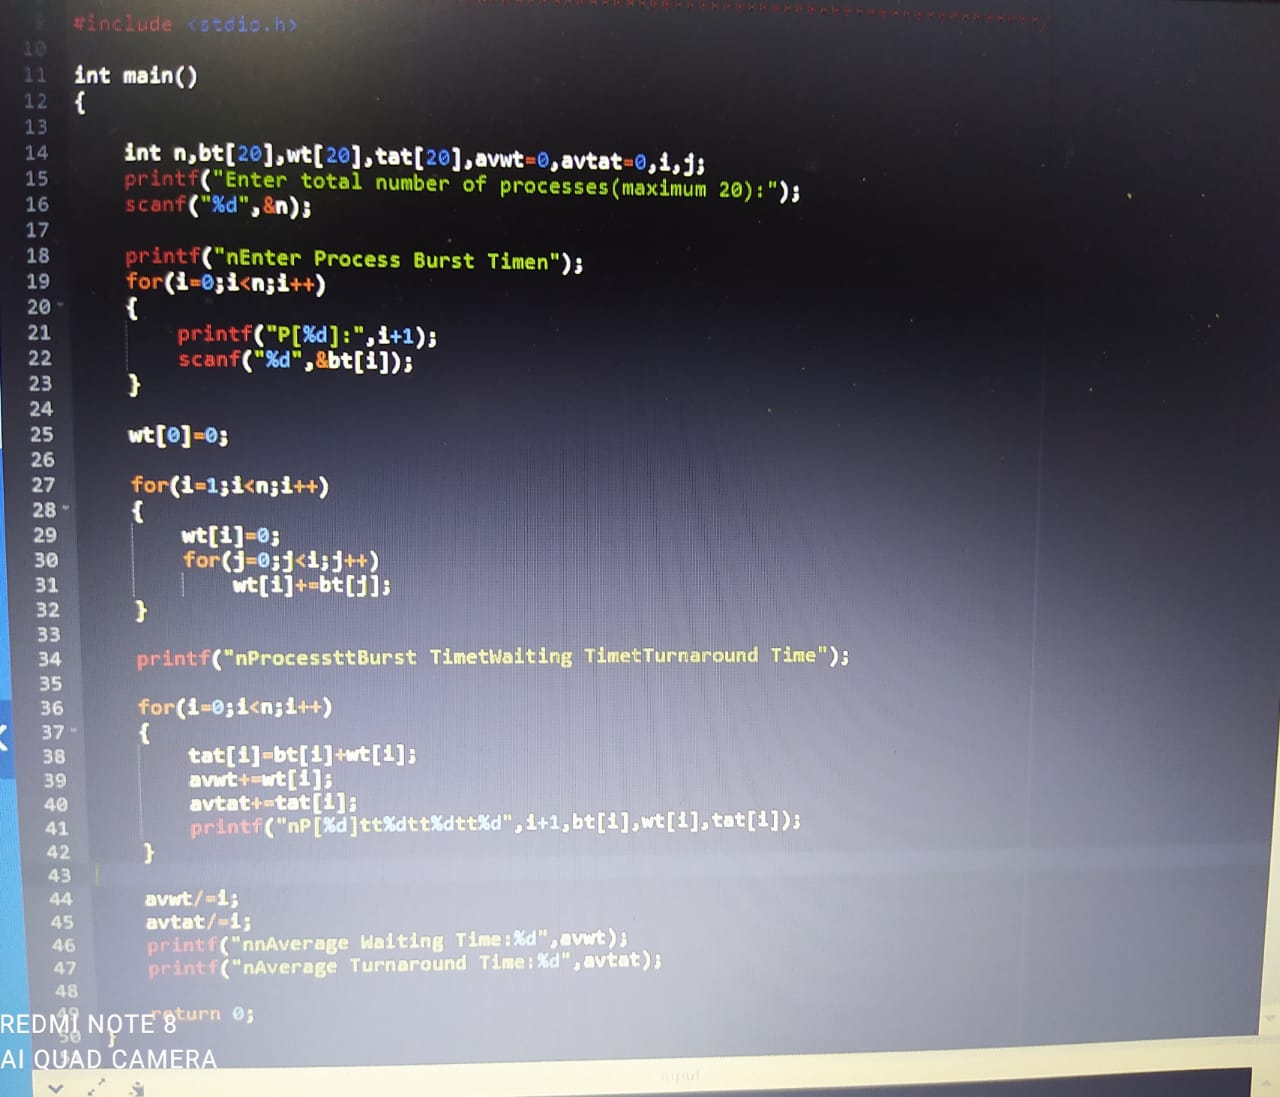 #include <stdio.h>
10
11 int main()
12 {
13
14 int n,bt[20],wt[20],tat[20],avwt=0,avtat=0,i,j;
15 printf("Enter total number of processes(maximum 20):");
16 scanf("%d",&n);
17
18 printf("nEnter Process Burst Timen");
19 for(i=0;i<n;i++)
20 {
21 printf("P[%d]:",i+1);
22 scanf("%d",&bt[i]);
23 }
24
25 wt[0]=0;
26
27 for(i=1;i<n;i++)
28 {
29 wt[i]=0;
30 for(j=0;j<i;j++)
31 wt[i]+=bt[j];
32 }
33
34 printf("nProcessttBurst TimetWaiting TimetTurnaround Time");
35
36 for(i=0;i<n;i++)
37 {
38 tat[i]=bt[i]+wt[i];
39 avwt+=wt[i];
40 avtat+=tat[i];
41 printf("nP[%d]tt%dtt%dtt%d",i+1,bt[i],wt[i],tat[i]);
42 }
43
44 avwt/=i;
45 avtat/=i;
46 printf("nnAverage Waiting Time:%d",avwt);
47 printf("nAverage Turnaround Time:%d",avtat);
48
49 return 0;
50 }
REDMI NOTE 8
AI QUAD CAMERA
input